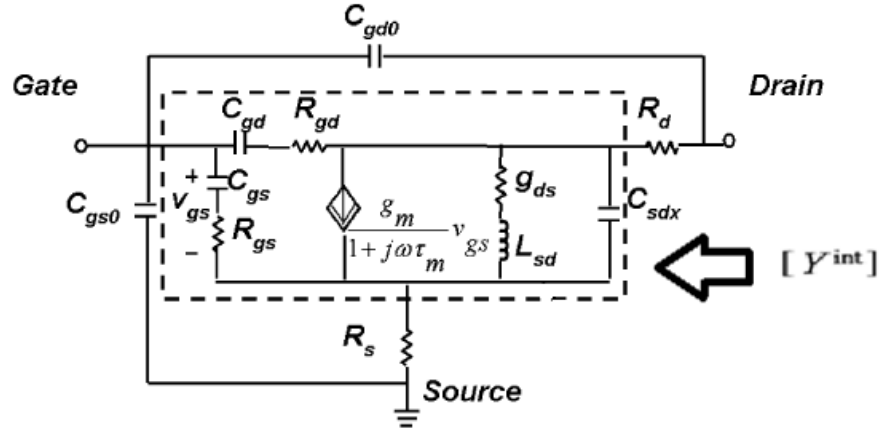 C_gd0
Gate
Drain
C_gd
R_gd
R_d
+
C_gs
v_gs
g_ds
C_sdx
C_gs0
R_gs
–
g_m / (1 + jωτ_m) v_gs
L_sd
[ Y^int ]
R_s
Source